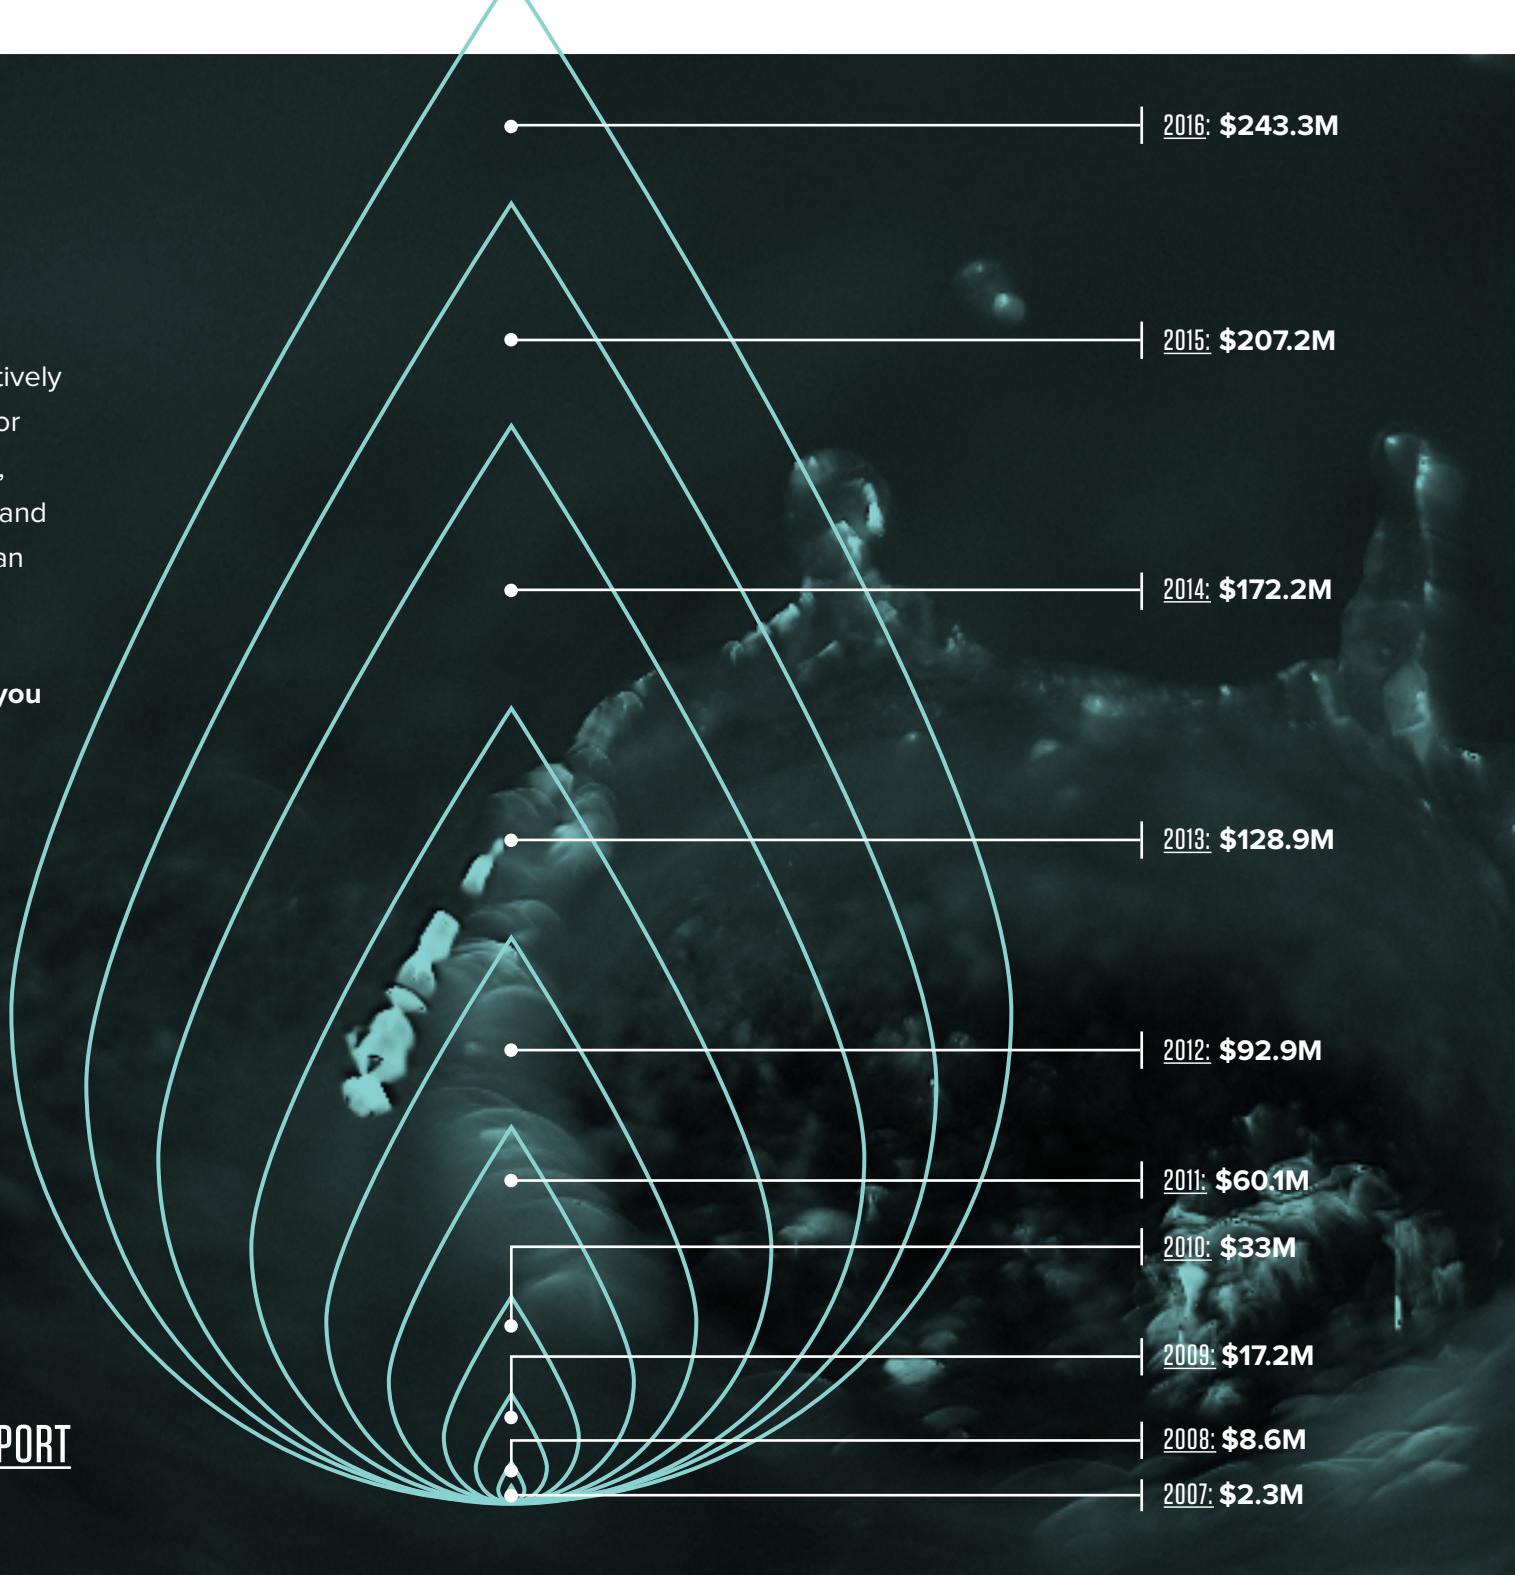 2016: $243.3M
2015: $207.2M
tively
or
,
and
an
2014: $172.2M
you
2013: $128.9M
2012: $92.9M
2011: $60.1M
2010: $33M
2009: $17.2M
PORT
2008: $8.6M
2007: $2.3M